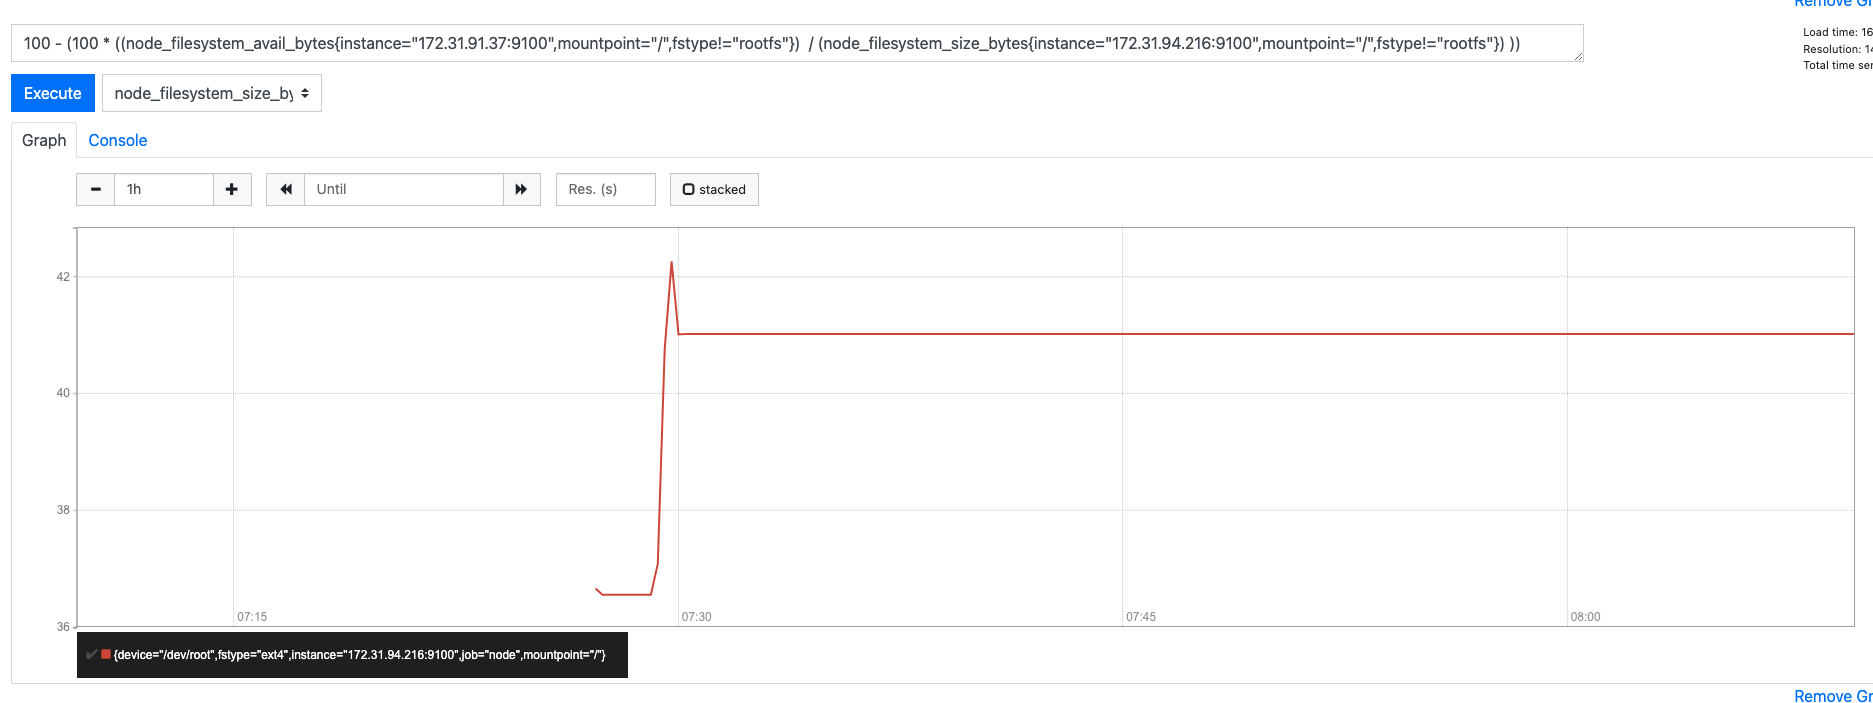 Remove Gr
100 - (100 * ((node_filesystem_avail_bytes{instance="172.31.91.37:9100",mountpoint="/",fstype!="rootfs"}) / (node_filesystem_size_bytes{instance="172.31.94.216:9100",mountpoint="/",fstype!="rootfs"}) ))
Load time: 16
Resolution: 14
Total time ser
Execute
node_filesystem_size_by
Graph Console
1h Until Res. (s) stacked
42
40
38
36
07:15 07:30 07:45 08:00
{device="/dev/root",fstype="ext4",instance="172.31.94.216:9100",job="node",mountpoint="/"}
Remove Gr